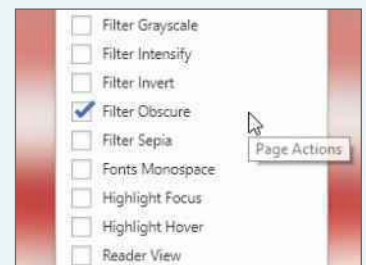 Filter Grayscale
Filter Intensify
Filter Invert
Filter Obscure
Filter Sepia
Page Actions
Fonts Monospace
Highlight Focus
Highlight Hover
Reader View